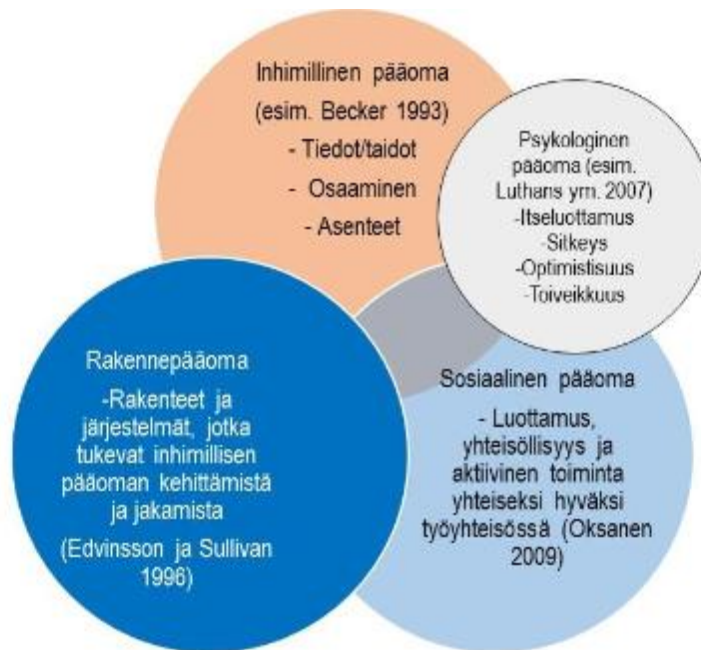 Inhimillinen pääoma
(esim. Becker 1993)
- Tiedot/taidot
- Osaaminen
- Asenteet
Psykologinen
pääoma (esim.
Luthans ym. 2007)
-Itseluottamus
-Sitkeys
-Optimistisuus
-Toiveikkuus
Rakennepääoma
-Rakenteet ja
järjestelmät, jotka
tukevat inhimillisen
pääoman kehittämistä
ja jakamista
(Edvinsson ja Sullivan
1996)
Sosiaalinen pääoma
- Luottamus,
yhteisöllisyys ja
aktiivinen toiminta
yhteiseksi hyväksi
työyhteisössä (Oksanen
2009)